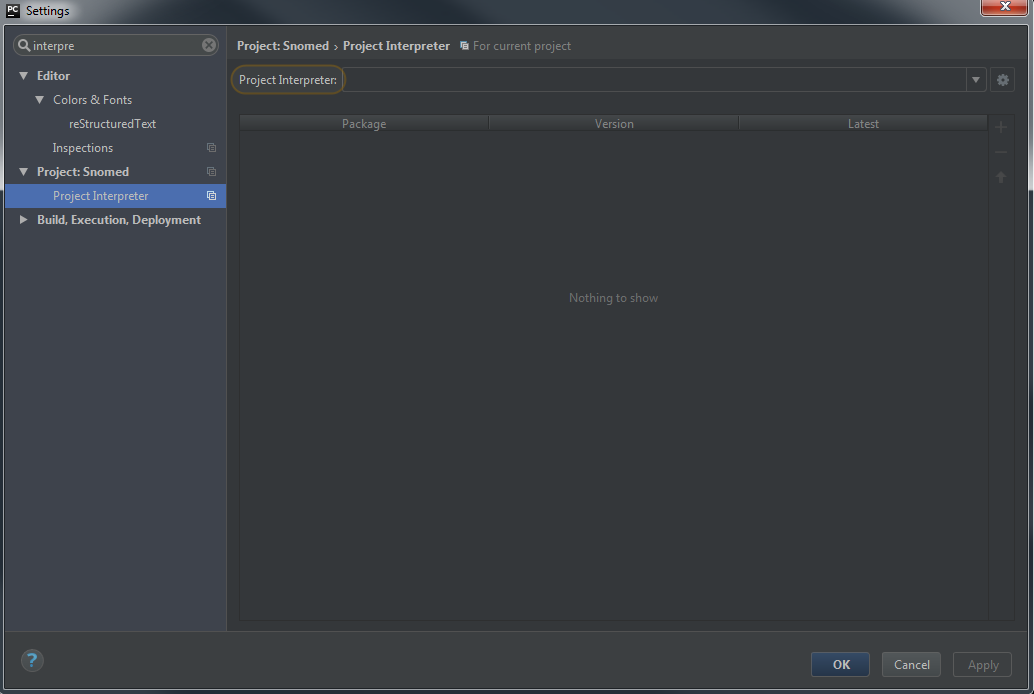 PC Settings
interpre
Project: Snomed › Project Interpreter For current project
Editor
Project Interpreter:
Colors & Fonts
reStructuredText
Package Version Latest
Inspections
Project: Snomed
Project Interpreter
Build, Execution, Deployment
Nothing to show
? OK Cancel Apply